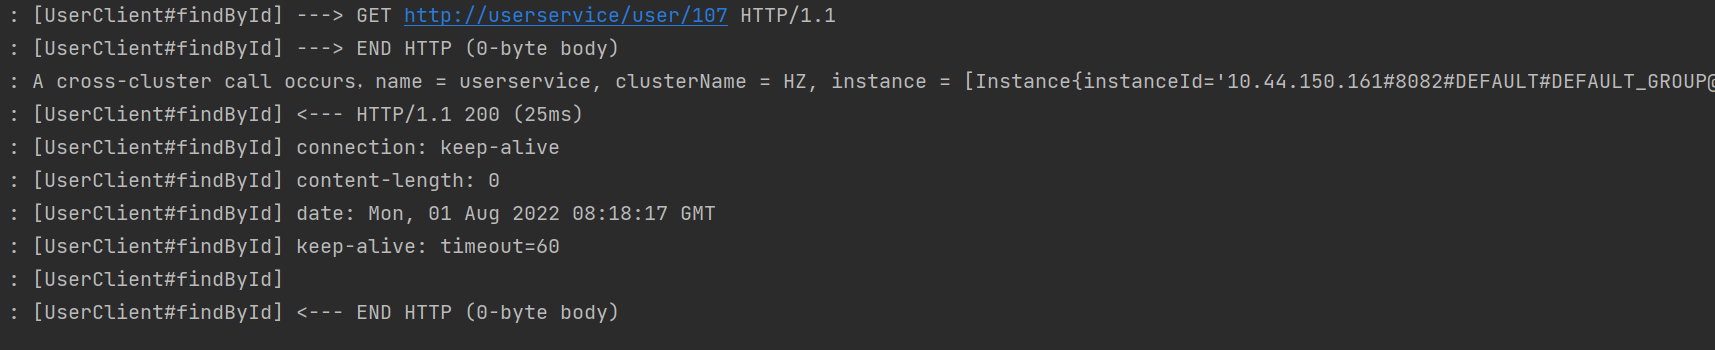 : [UserClient#findById] ---> GET http://userservice/user/107 HTTP/1.1
: [UserClient#findById] ---> END HTTP (0-byte body)
: A cross-cluster call occurs，name = userservice, clusterName = HZ, instance = [Instance{instanceId='10.44.150.161#8082#DEFAULT#DEFAULT_GROUP@
: [UserClient#findById] <--- HTTP/1.1 200 (25ms)
: [UserClient#findById] connection: keep-alive
: [UserClient#findById] content-length: 0
: [UserClient#findById] date: Mon, 01 Aug 2022 08:18:17 GMT
: [UserClient#findById] keep-alive: timeout=60
: [UserClient#findById]
: [UserClient#findById] <--- END HTTP (0-byte body)